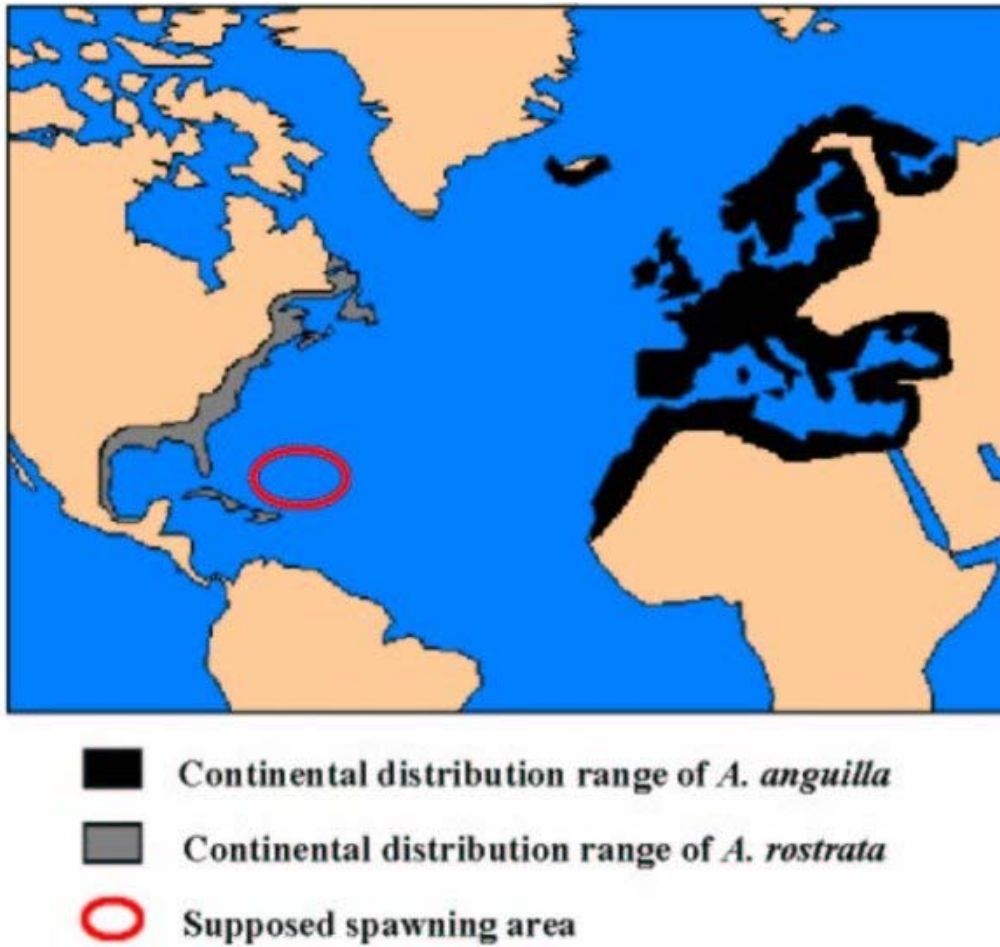 Continental distribution range of A. anguilla
Continental distribution range of A. rostrata
Supposed spawning area